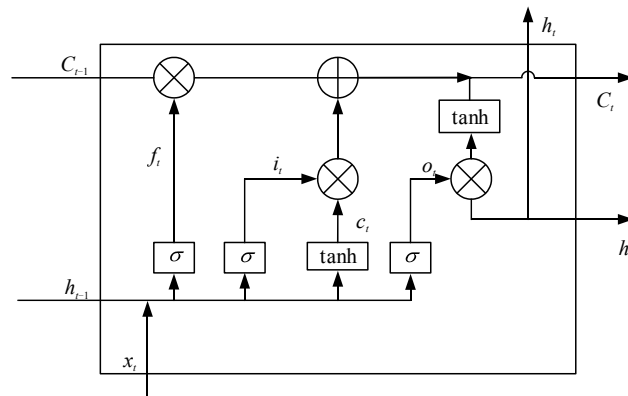 h_t
C_{t-1}
C_t
tanh
f_t
i_t
o_t
c_t
h
σ
σ
tanh
σ
h_{t-1}
x_t